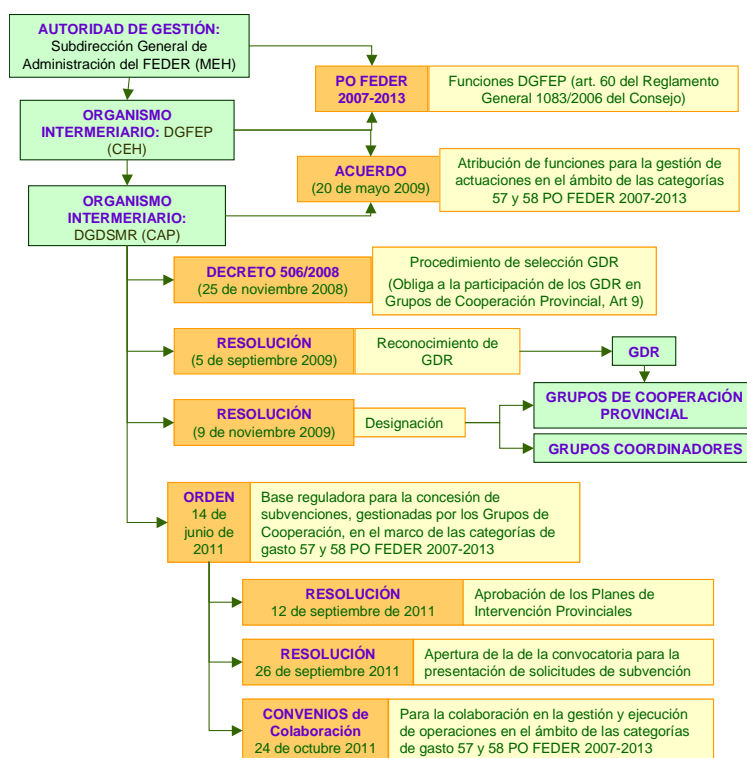 AUTORIDAD DE GESTIÓN:
Subdirección General de
Administración del FEDER (MEH)
PO FEDER
2007-2013
Funciones DGFEP (art. 60 del Reglamento
General 1083/2006 del Consejo)
ORGANISMO
INTERMERIARIO: DGFEP
(CEH)
ACUERDO
(20 de mayo 2009)
Atribución de funciones para la gestión de
actuaciones en el ámbito de las categorías
57 y 58 PO FEDER 2007-2013
ORGANISMO
INTERMERIARIO:
DGDSMR (CAP)
DECRETO 506/2008
(25 de noviembre 2008)
Procedimiento de selección GDR
(Obliga a la participación de los GDR en
Grupos de Cooperación Provincial, Art 9)
RESOLUCIÓN
(5 de septiembre 2009)
Reconocimiento de
GDR
GDR
GRUPOS DE COOPERACIÓN
PROVINCIAL
RESOLUCIÓN
(9 de noviembre 2009)
Designación
GRUPOS COORDINADORES
ORDEN
14 de
junio de
2011
Base reguladora para la concesión de
subvenciones, gestionadas por los Grupos de
Cooperación, en el marco de las categorías de
gasto 57 y 58 PO FEDER 2007-2013
RESOLUCIÓN
12 de septiembre de 2011
Aprobación de los Planes de
Intervención Provinciales
RESOLUCIÓN
26 de septiembre 2011
Apertura de la de la convocatoria para la
presentación de solicitudes de subvención
CONVENIOS de
Colaboración
24 de octubre 2011
Para la colaboración en la gestión y ejecución
de operaciones en el ámbito de las categorías
de gasto 57 y 58 PO FEDER 2007-2013